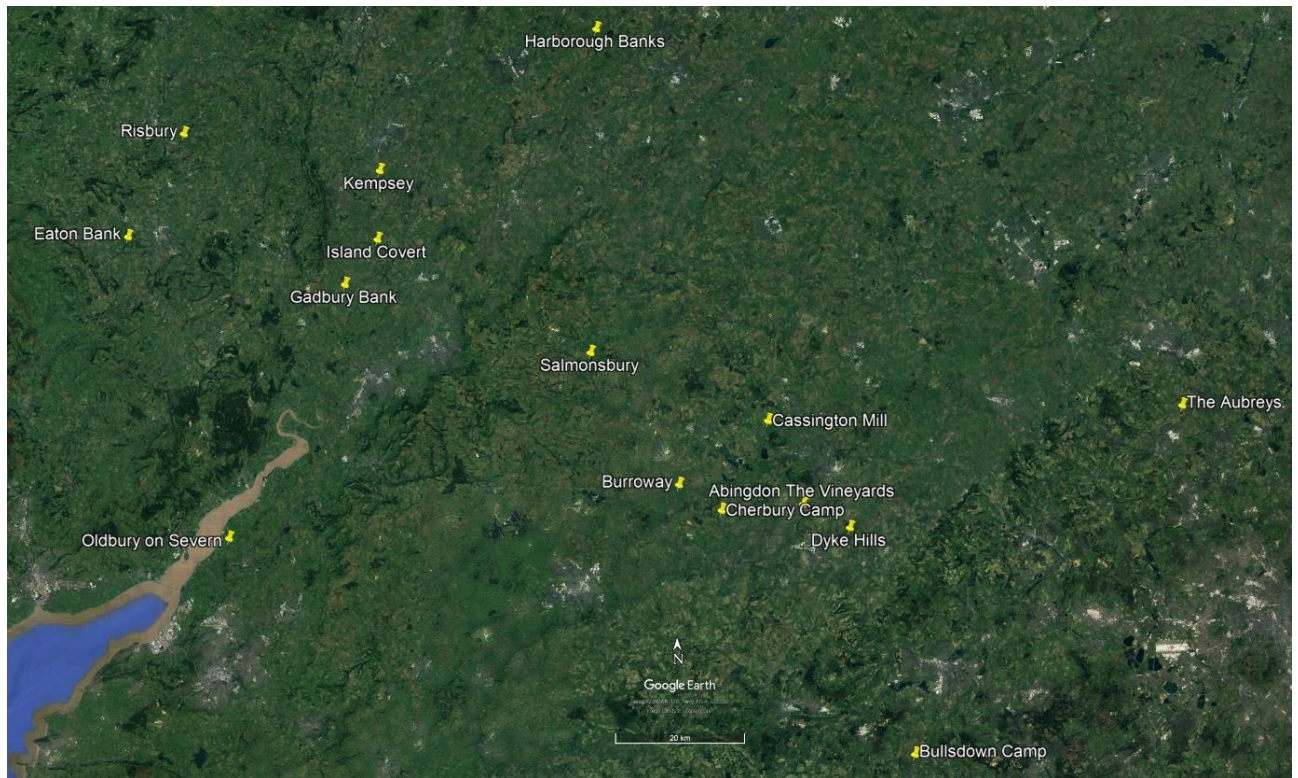 Harborough Banks
Risbury
Kempsey
Eaton Bank
Island Covert
Gadbury Bank
Salmonsbury
The Aubreys
Cassington Mill
Burroway
Abingdon The Vineyards
Cherbury Camp
Oldbury on Severn
Dyke Hills
N
Google Earth
20 km
Bullsdown Camp